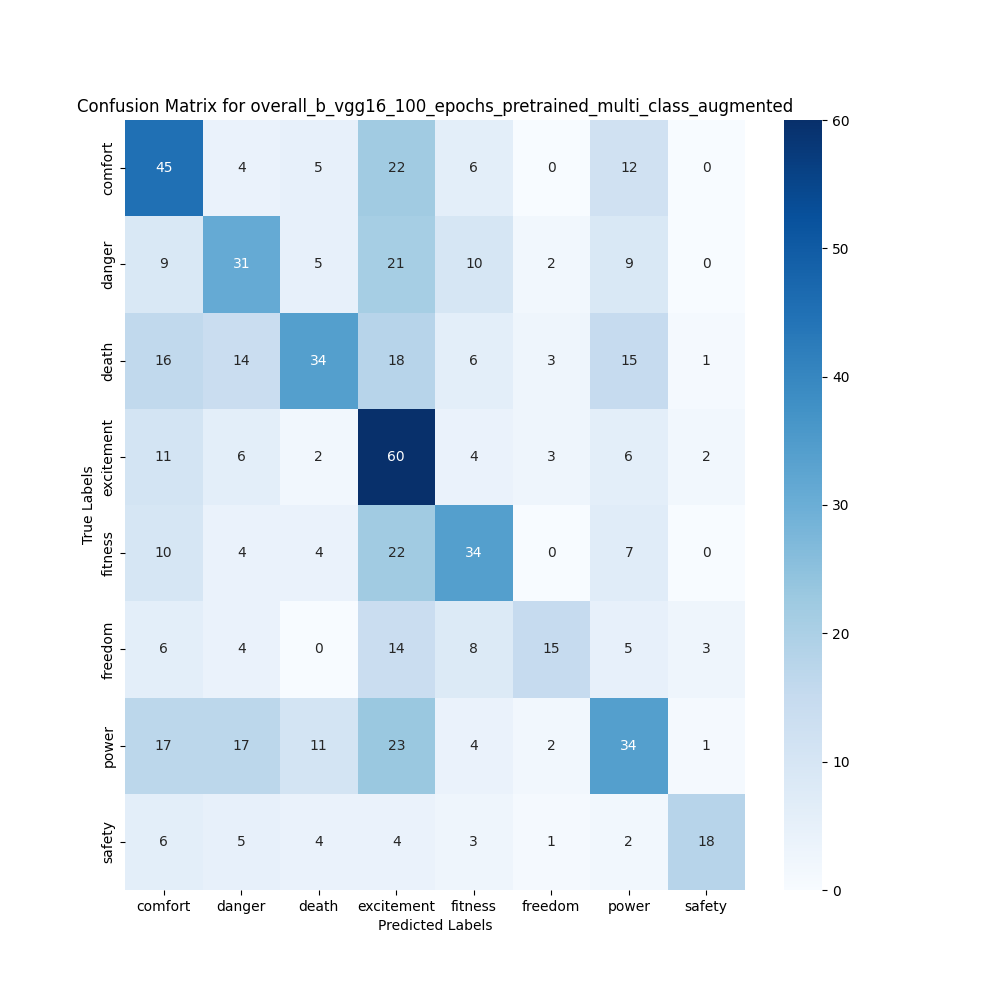 Confusion Matrix for overall_b_vgg16_100_epochs_pretrained_multi_class_augmented
True Labels
comfort 45 4 5 22 6 0 12 0
danger 9 31 5 21 10 2 9 0
death 16 14 34 18 6 3 15 1
excitement 11 6 2 60 4 3 6 2
fitness 10 4 4 22 34 0 7 0
freedom 6 4 0 14 8 15 5 3
power 17 17 11 23 4 2 34 1
safety 6 5 4 4 3 1 2 18
comfort danger death excitement fitness freedom power safety
Predicted Labels
60
50
40
30
20
10
0